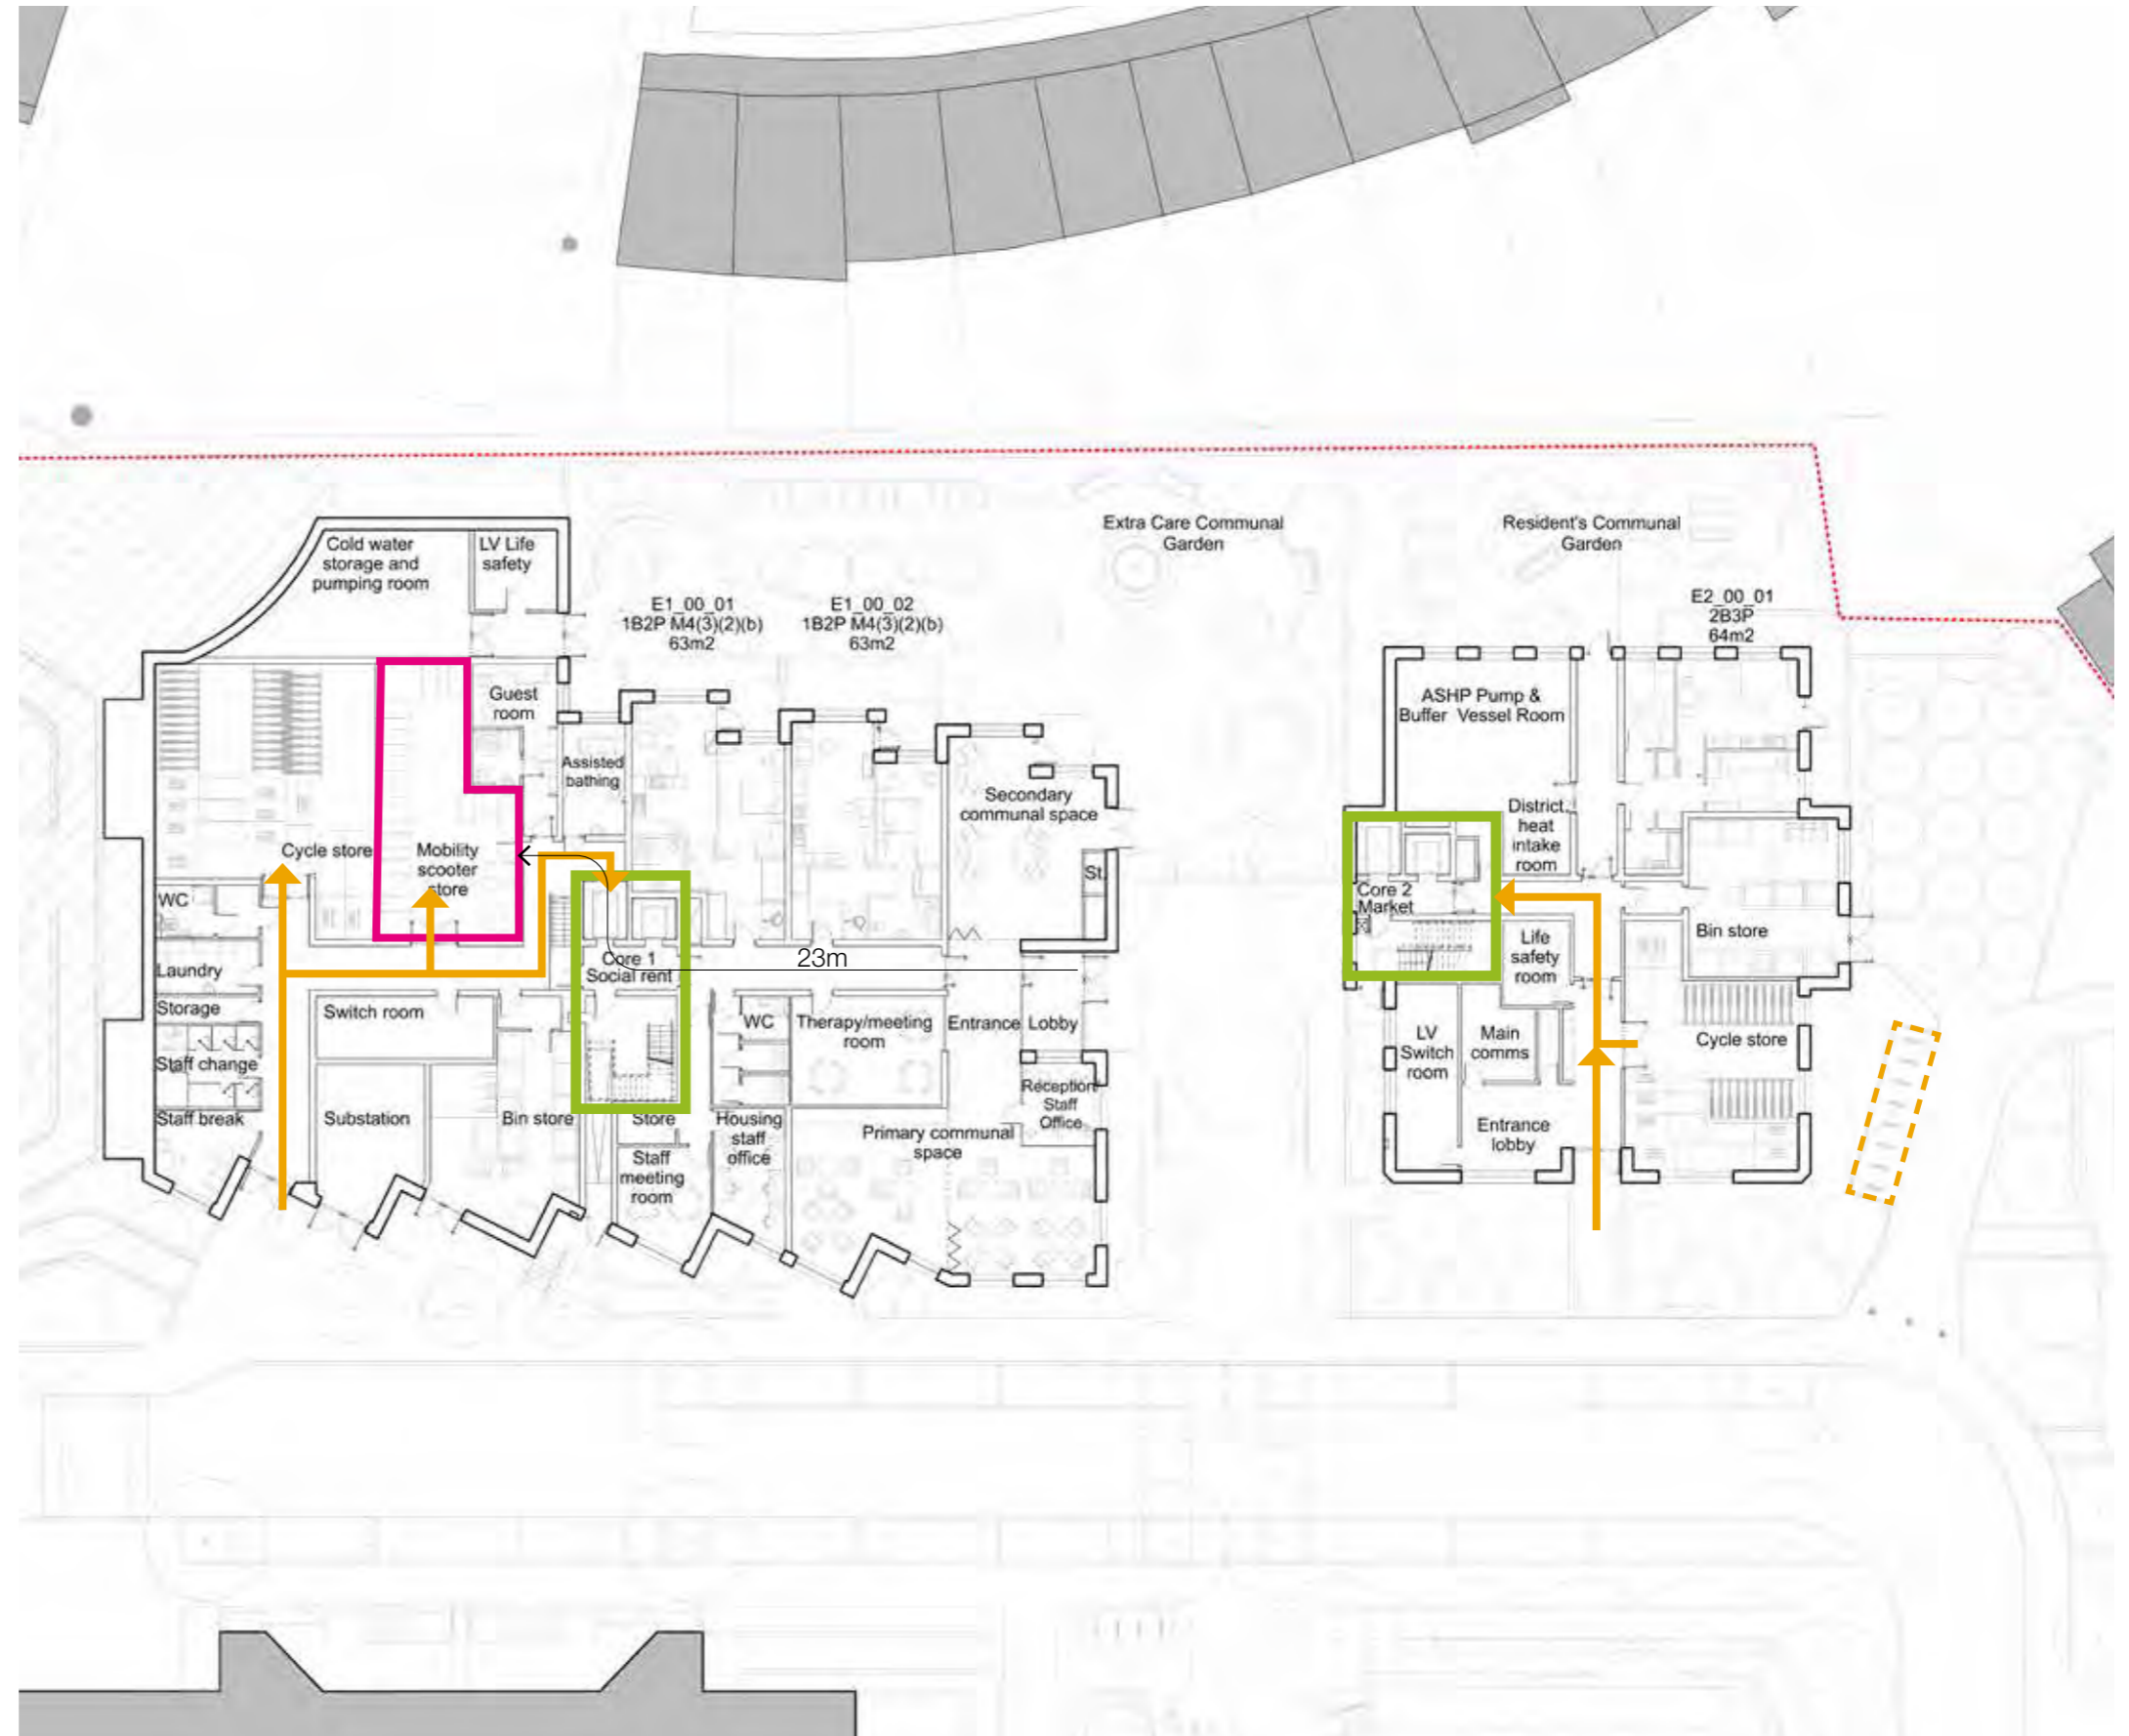 Extra Care Communal
Garden
Resident's Communal
Garden
Cold water
storage and
pumping room
LV Life
safety
E1_00_01
1B2P M4(3)(2)(b)
63m2
E1_00_02
1B2P M4(3)(2)(b)
63m2
E2_00_01
2B3P
64m2
Guest
room
Assisted
bathing
Secondary
communal space
ASHP Pump &
Buffer Vessel Room
District
heat
intake
room
Cycle store
Mobility
scooter
store
St.
WC
Core 2
Market
Bin store
Life
safety
room
Laundry
Core 1
Social rent
23m
Storage
Switch room
WC
Therapy/meeting
room
Entrance
Lobby
LV
Switch
room
Main
comms
Cycle store
Staff change
Reception
Staff
Office
Staff break
Substation
Bin store
Store
Housing
staff
office
Primary communal
space
Entrance
lobby
Staff
meeting
room